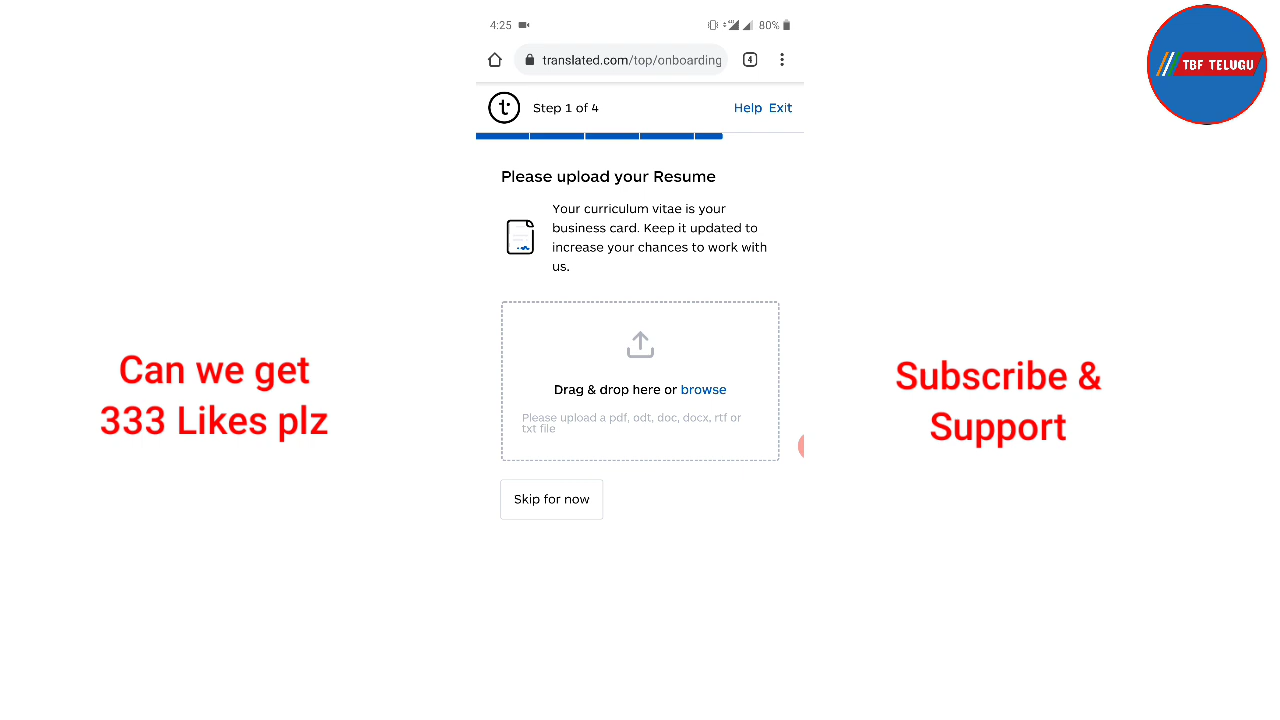 4:25
80%
translated.com/top/onboarding
4
Step 1 of 4
Help Exit
Please upload your Resume
Your curriculum vitae is your
business card. Keep it updated to
increase your chances to work with
us.
Drag & drop here or browse
Please upload a pdf, odt, doc, docx, rtf or
txt file
Skip for now
Can we get
333 Likes plz
Subscribe &
Support
TBF TELUGU